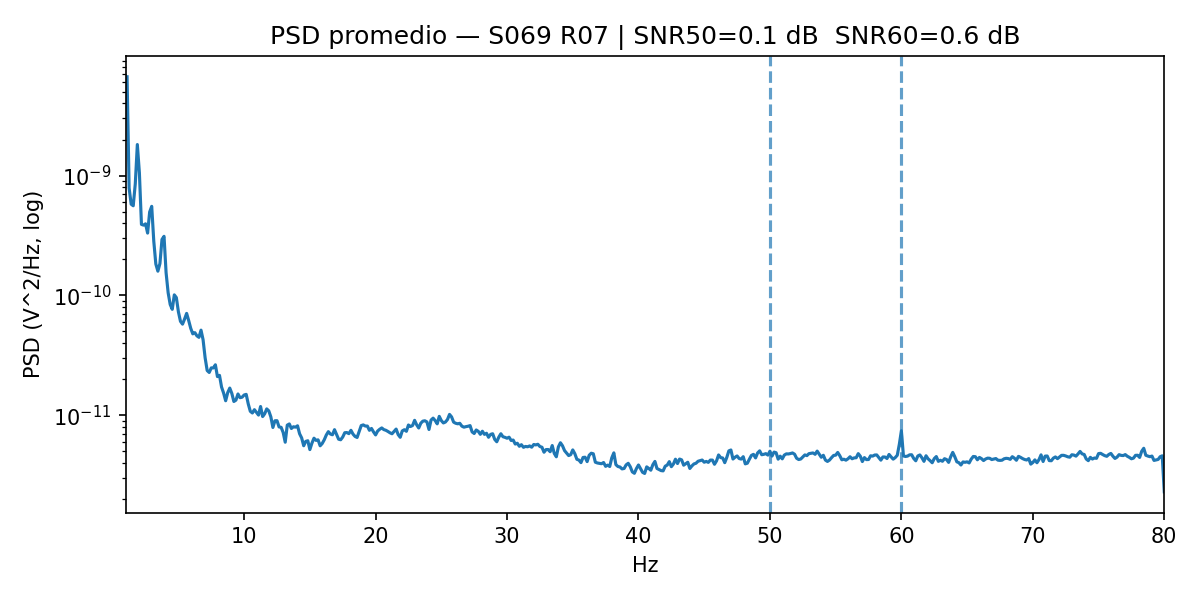 PSD promedio — S069 R07 | SNR50=0.1 dB  SNR60=0.6 dB
PSD (V^2/Hz, log)
10^-9
10^-10
10^-11
10 20 30 40 50 60 70 80
Hz